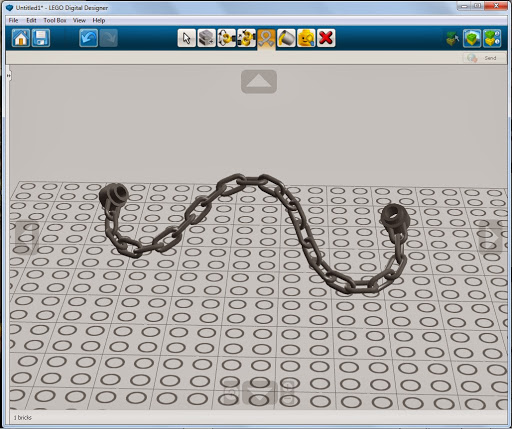 Untitled1* - LEGO Digital Designer
File Edit Tool Box View Help
Send
1 bricks